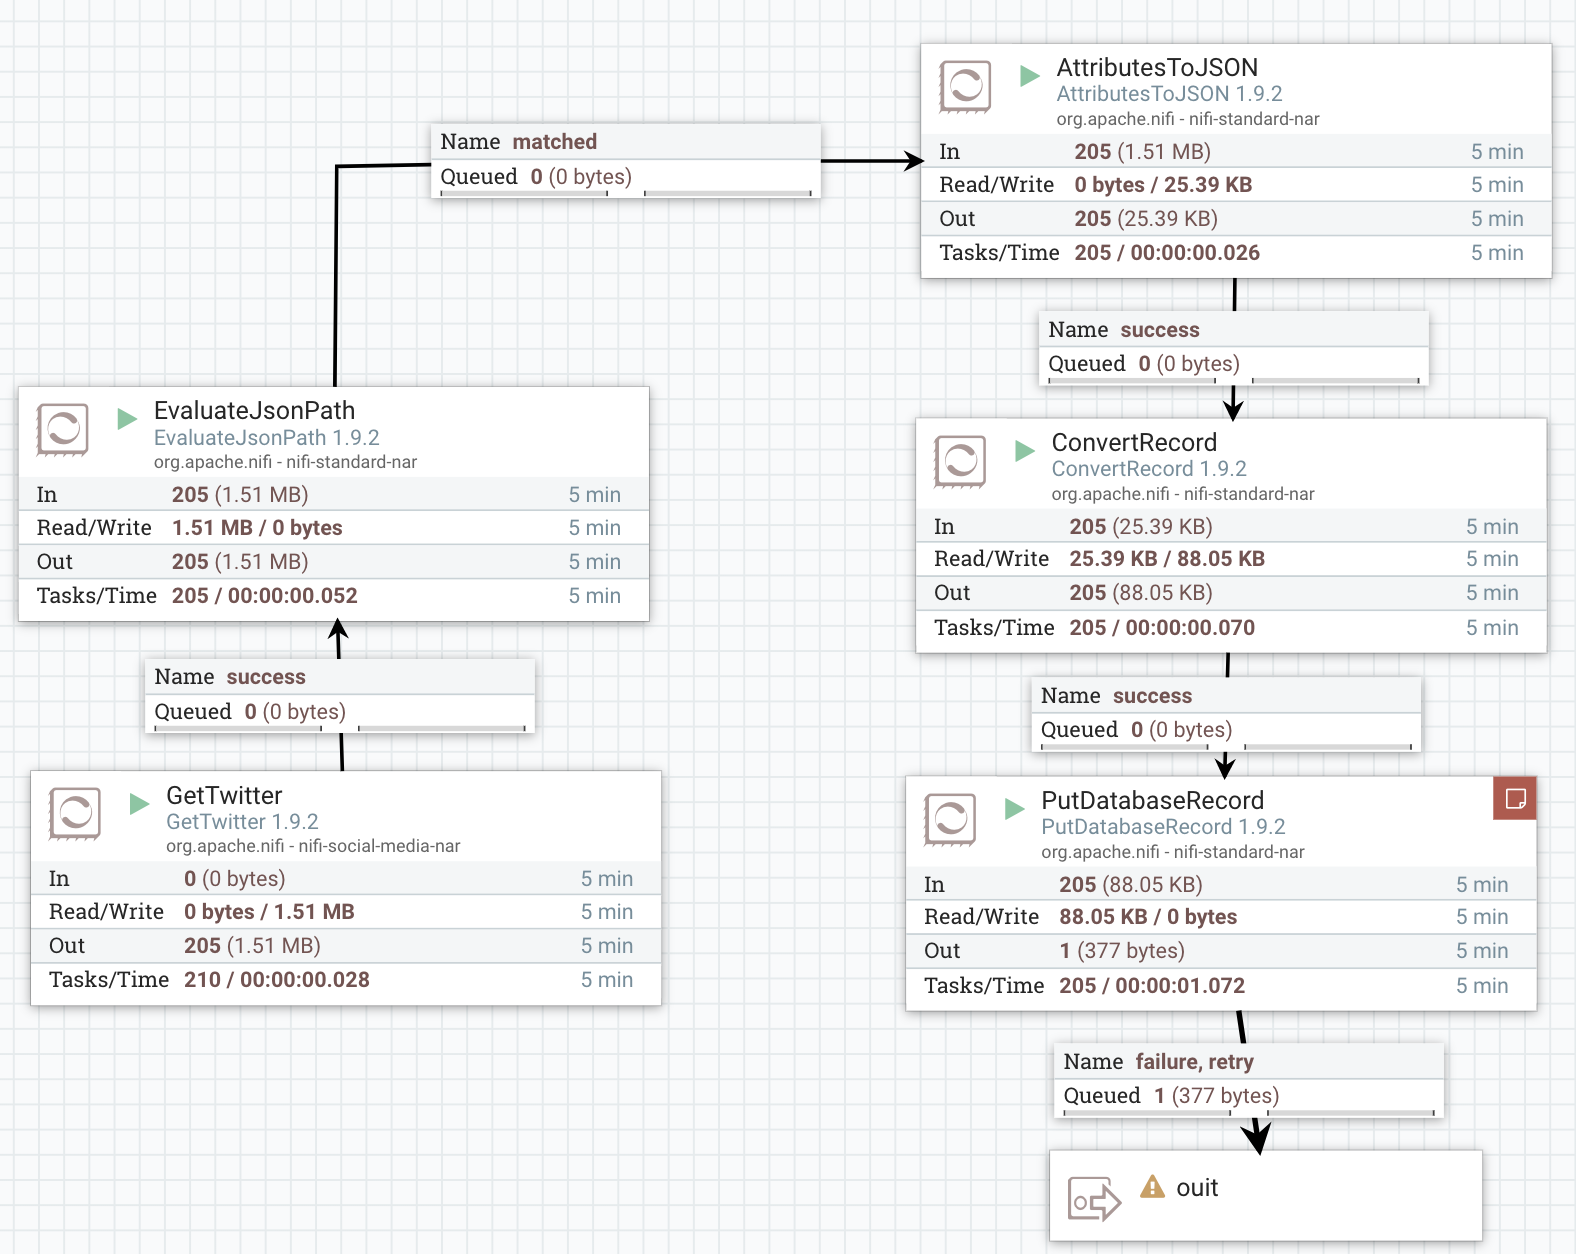 AttributesToJSON
AttributesToJSON 1.9.2
org.apache.nifi - nifi-standard-nar
In 205 (1.51 MB) 5 min
Read/Write 0 bytes / 25.39 KB 5 min
Out 205 (25.39 KB) 5 min
Tasks/Time 205 / 00:00:00.026 5 min
Name matched
Queued 0 (0 bytes)
Name success
Queued 0 (0 bytes)
EvaluateJsonPath
EvaluateJsonPath 1.9.2
org.apache.nifi - nifi-standard-nar
In 205 (1.51 MB) 5 min
Read/Write 1.51 MB / 0 bytes 5 min
Out 205 (1.51 MB) 5 min
Tasks/Time 205 / 00:00:00.052 5 min
ConvertRecord
ConvertRecord 1.9.2
org.apache.nifi - nifi-standard-nar
In 205 (25.39 KB) 5 min
Read/Write 25.39 KB / 88.05 KB 5 min
Out 205 (88.05 KB) 5 min
Tasks/Time 205 / 00:00:00.070 5 min
Name success
Queued 0 (0 bytes)
Name success
Queued 0 (0 bytes)
GetTwitter
GetTwitter 1.9.2
org.apache.nifi - nifi-social-media-nar
In 0 (0 bytes) 5 min
Read/Write 0 bytes / 1.51 MB 5 min
Out 205 (1.51 MB) 5 min
Tasks/Time 210 / 00:00:00.028 5 min
PutDatabaseRecord
PutDatabaseRecord 1.9.2
org.apache.nifi - nifi-standard-nar
In 205 (88.05 KB) 5 min
Read/Write 88.05 KB / 0 bytes 5 min
Out 1 (377 bytes) 5 min
Tasks/Time 205 / 00:00:01.072 5 min
Name failure, retry
Queued 1 (377 bytes)
ouit